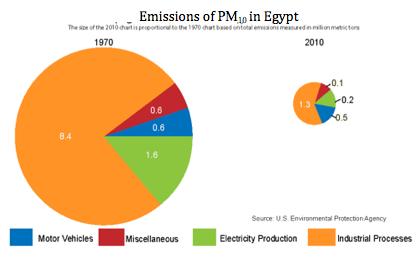 Emissions of PM10 in Egypt
The size of the 2010 chart is proportional to the 1970 chart based on total emissions measured in million metric tons
1970
2010
0.6
0.6
8.4
1.6
0.1
0.2
1.3
0.5
Source: U.S. Environmental Protection Agency
Motor Vehicles Miscellaneous Electricity Production Industrial Processes